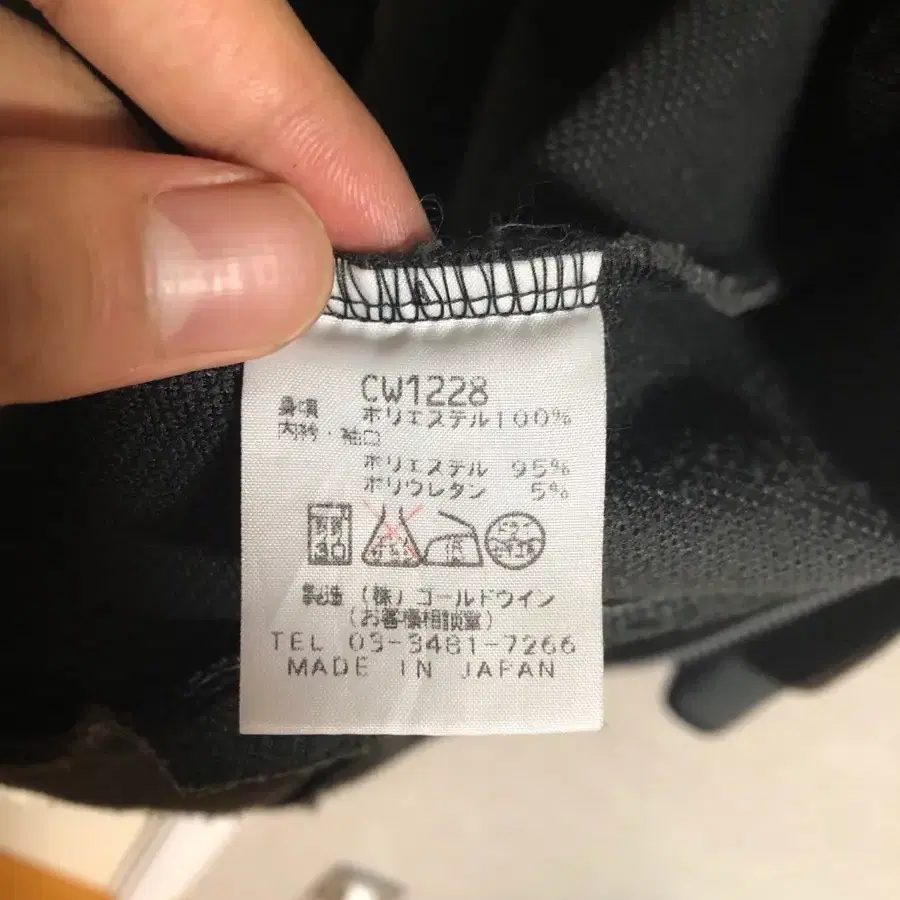 CW1228
身頃 ポリエステル100%
内衿・袖口
ポリエステル 95%
ポリウレタン 5%
30
製造 (株)ゴールドウイン
(お客様相談室)
TEL 03-3481-7266
MADE IN JAPAN